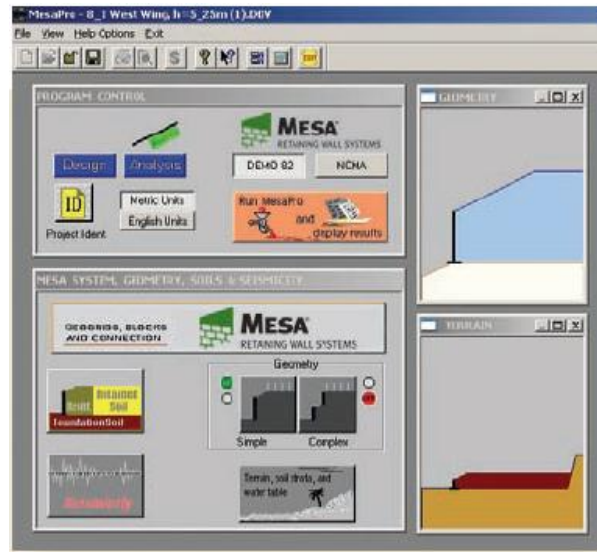 MesaPro - 8_1 West Wing, h=5_25m (1).DGV
File View Help Options Exit
S
PROGRAM CONTROL
MESA
RETAINING WALL SYSTEMS
Design
Analysis
DEMO 82
NCMA
ID
Project Ident
Metric Units
English Units
Run MesaPro
and
display results
MESA SYSTEM, GEOMETRY, SOILS & SEISMICITY
GEOGRIDS, BLOCKS
AND CONNECTION
MESA
RETAINING WALL SYSTEMS
Geometry
Simple
Complex
Retained
Soil
FoundationSoil
Seismicity
Terrain, soil strata, and
water table
GEOMETRY
TERRAIN